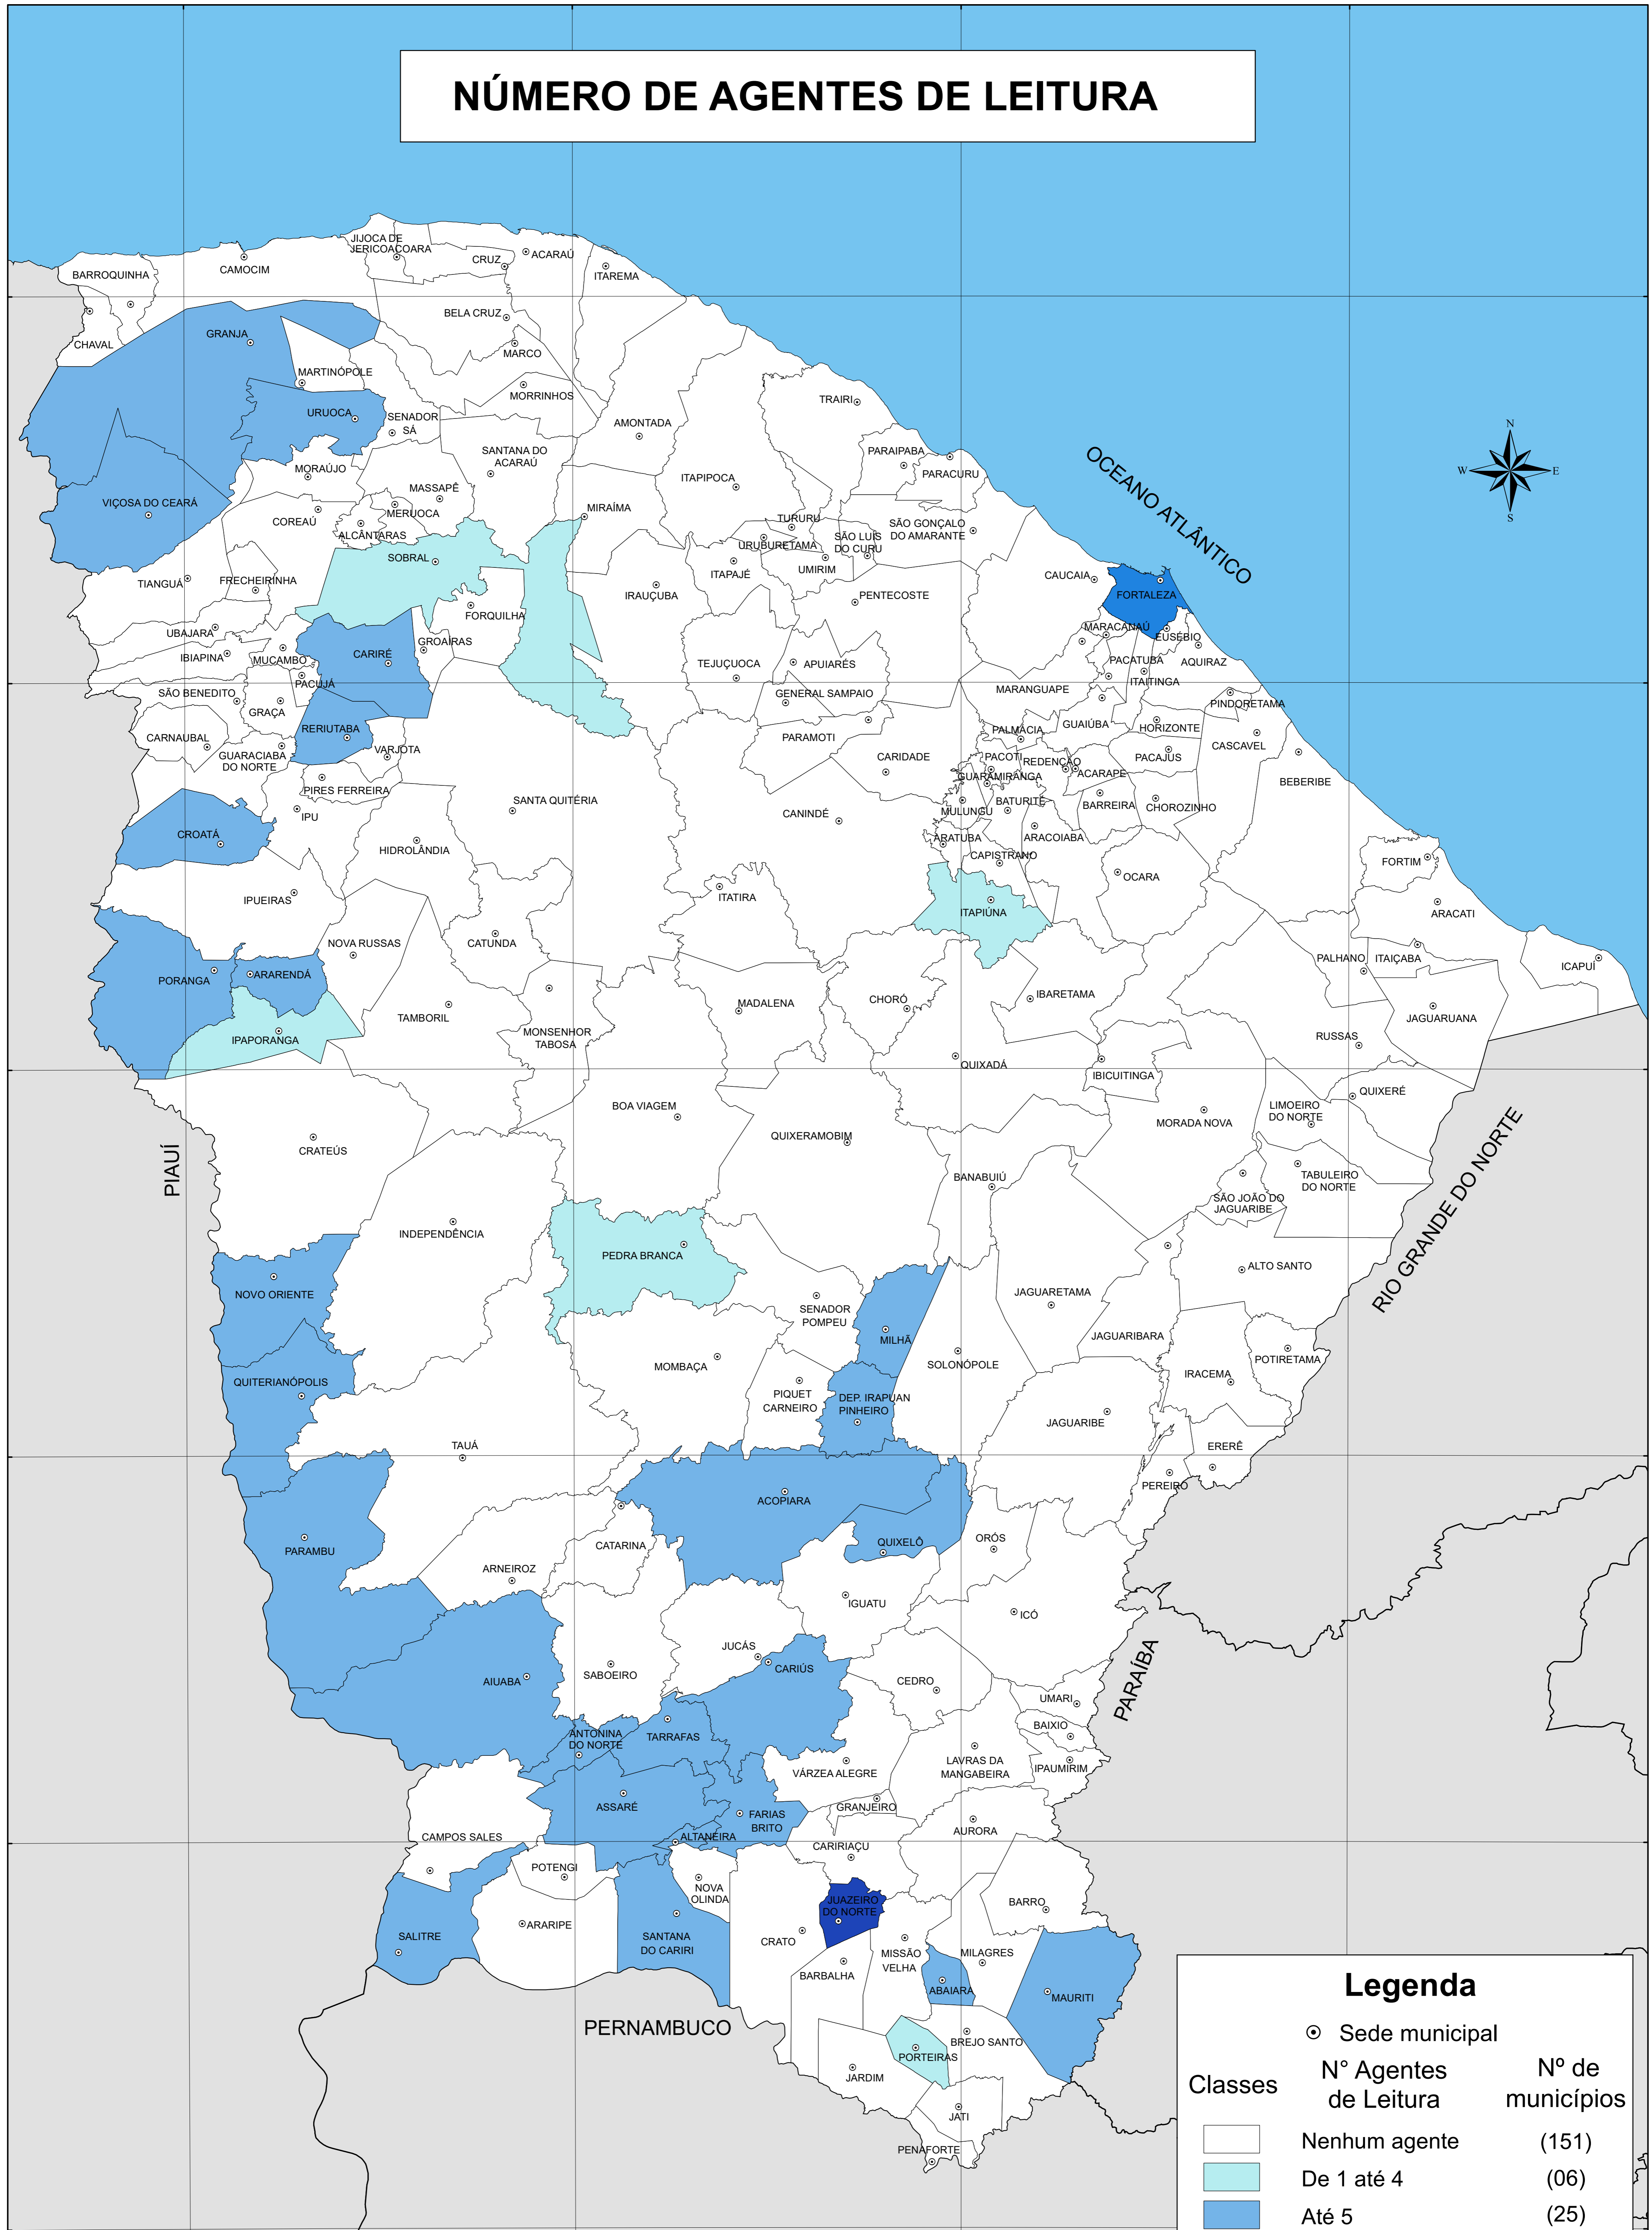 NÚMERO DE AGENTES DE LEITURA
JIJOCA DE
JERICOACOARA
CRUZ
ACARAÚ
ITAREMA
BARROQUINHA
CAMOCIM
CHAVAL
GRANJA
BELA CRUZ
MARCO
MARTINÓPOLE
MORRINHOS
URUOCA
SENADOR
SÁ
AMONTADA
TRAIRI
SANTANA DO
ACARAÚ
MORAÚJO
MASSAPÊ
ITAPIPOCA
PARAIPABA
PARACURU
OCEANO ATLÂNTICO
N
W
E
S
VIÇOSA DO CEARÁ
COREAÚ
MERUOCA
ALCÂNTARAS
MIRAÍMA
TURURU
URUBURETAMA
SÃO LUÍS
DO CURU
SÃO GONÇALO
DO AMARANTE
SOBRAL
TIANGUÁ
FRECHEIRINHA
ITAPAJÉ
UMIRIM
IRAUÇUBA
PENTECOSTE
CAUCAIA
FORTALEZA
FORQUILHA
UBAJARA
IBIAPINA
MUCAMBO
CARIRÉ
GROAÍRAS
MARACANAÚ
EUSÉBIO
PACATUBA
AQUIRAZ
ITAITINGA
TEJUÇUOCA
APUIARÉS
GENERAL SAMPAIO
MARANGUAPE
PACUJÁ
SÃO BENEDITO
GRAÇA
RERIUTABA
VARJOTA
CARNAUBAL
GUARACIABA
DO NORTE
PARAMOTI
CARIDADE
PALMÁCIA
GUAIÚBA
HORIZONTE
PINDORETAMA
CASCAVEL
PACOTI
REDENÇÃO
GUARAMIRANGA
ACARAPE
PACAJUS
BEBERIBE
PIRES FERREIRA
IPU
SANTA QUITÉRIA
CANINDÉ
MULUNGU
BATURITÉ
BARREIRA
CHOROZINHO
CROATÁ
HIDROLÂNDIA
ARATUBA
ARACOIABA
CAPISTRANO
OCARA
FORTIM
IPUEIRAS
ITATIRA
ITAPIÚNA
ARACATI
NOVA RUSSAS
CATUNDA
PALHANO
ITAIÇABA
ICAPUÍ
PORANGA
ARARENDÁ
TAMBORIL
MADALENA
CHORÓ
IBARETAMA
JAGUARUANA
IPAPORANGA
MONSENHOR
TABOSA
RUSSAS
QUIXADÁ
IBICUITINGA
QUIXERÉ
BOA VIAGEM
LIMOEIRO
DO NORTE
MORADA NOVA
PIAUÍ
CRATEÚS
QUIXERAMOBIM
BANABUIÚ
TABULEIRO
DO NORTE
SÃO JOÃO DO
JAGUARIBE
RIO GRANDE DO NORTE
INDEPENDÊNCIA
PEDRA BRANCA
ALTO SANTO
NOVO ORIENTE
SENADOR
POMPEU
JAGUARETAMA
MILHÃ
JAGUARIBARA
SOLONÓPOLE
POTIRETAMA
IRACEMA
QUITERIANÓPOLIS
MOMBAÇA
PIQUET
CARNEIRO
DEP. IRAPUAN
PINHEIRO
JAGUARIBE
TAUÁ
ERERÊ
PEREIRO
ACOPIARA
PARAMBU
CATARINA
QUIXELÔ
ORÓS
ARNEIROZ
IGUATU
ICÓ
PARAÍBA
JUCÁS
CARIÚS
AIUABA
SABOEIRO
CEDRO
UMARI
BAIXIO
ANTONINA
DO NORTE
TARRAFAS
VÁRZEA ALEGRE
LAVRAS DA
MANGABEIRA
IPAUMIRIM
ASSARÉ
FARIAS
BRITO
GRANJEIRO
AURORA
CAMPOS SALES
ALTANEIRA
CARIRIAÇU
POTENGI
NOVA
OLINDA
JUAZEIRO
DO NORTE
BARRO
ARARIPE
SALITRE
SANTANA
DO CARIRI
CRATO
MISSÃO
VELHA
MILAGRES
BARBALHA
ABAIARA
MAURITI
PERNAMBUCO
BREJO SANTO
PORTEIRAS
JARDIM
JATI
PENAFORTE
Legenda
Sede municipal
Classes
N° Agentes
de Leitura
Nº de
municípios
Nenhum agente (151)
De 1 até 4 (06)
Até 5 (25)